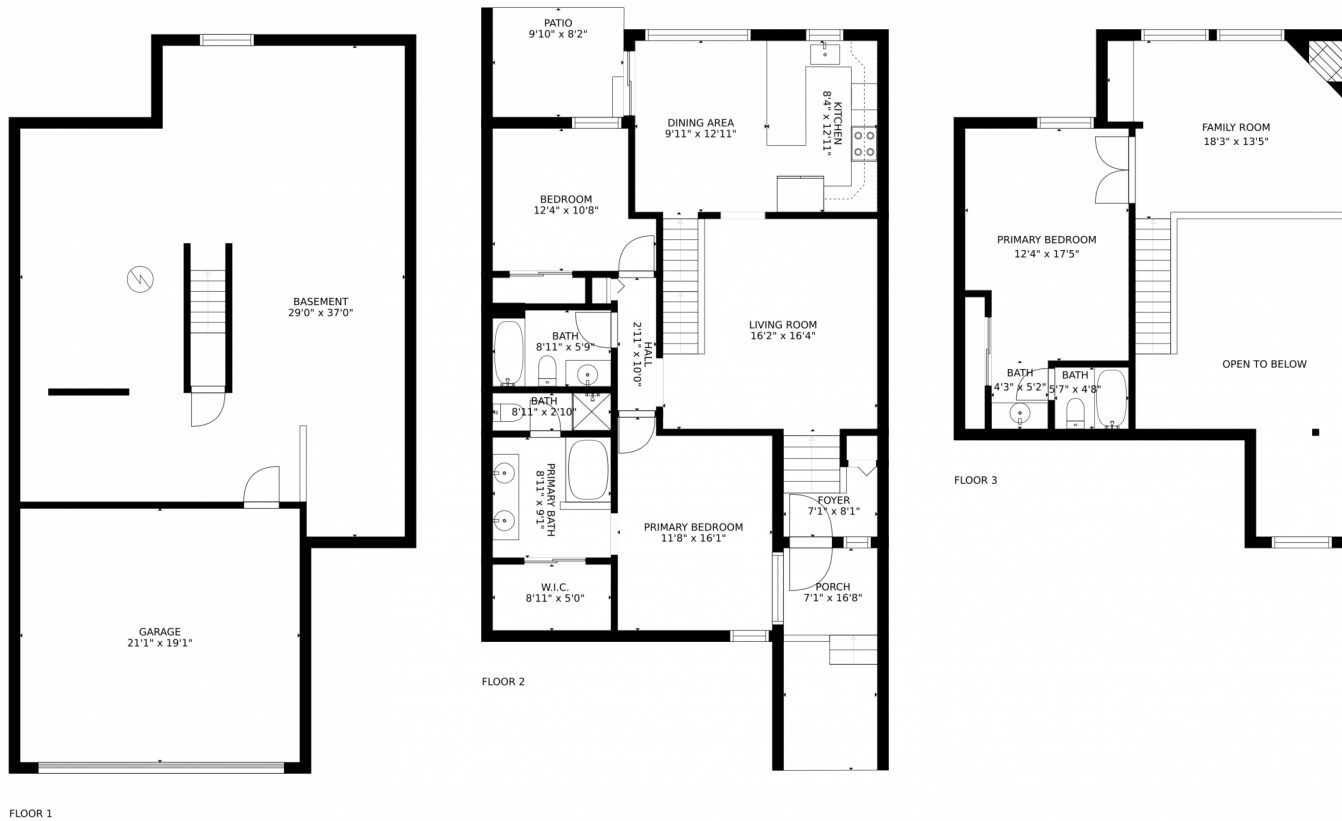 BASEMENT
29'0" x 37'0"
GARAGE
21'1" x 19'1"
FLOOR 1
PATIO
9'10" x 8'2"
DINING AREA
9'11" x 12'11"
KITCHEN
8'4" x 12'11"
BEDROOM
12'4" x 10'8"
LIVING ROOM
16'2" x 16'4"
HALL
2'11" x 10'0"
BATH
8'11" x 5'9"
BATH
8'11" x 2'10"
PRIMARY BATH
8'11" x 9'1"
PRIMARY BEDROOM
11'8" x 16'1"
FOYER
7'1" x 8'1"
W.I.C.
8'11" x 5'0"
PORCH
7'1" x 16'8"
FLOOR 2
FAMILY ROOM
18'3" x 13'5"
PRIMARY BEDROOM
12'4" x 17'5"
OPEN TO BELOW
BATH
4'3" x 5'2"
BATH
5'7" x 4'8"
FLOOR 3